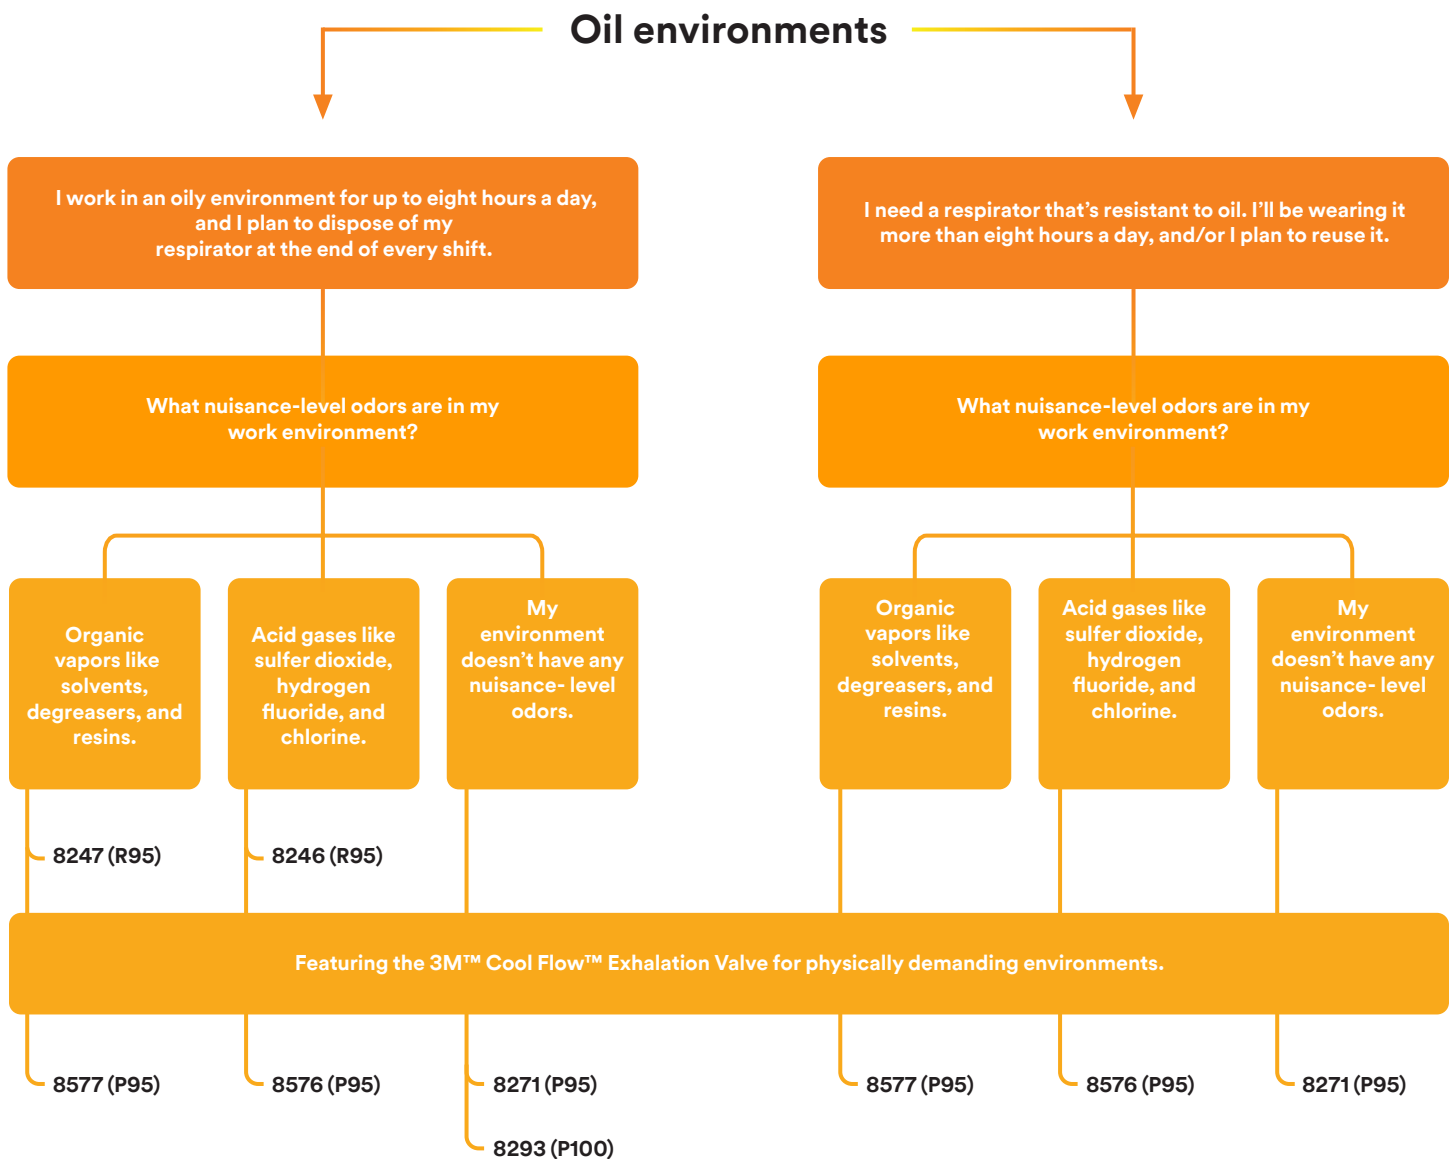 Oil environments
I work in an oily environment for up to eight hours a day,
and I plan to dispose of my
respirator at the end of every shift.
I need a respirator that's resistant to oil. I'll be wearing it
more than eight hours a day, and/or I plan to reuse it.
What nuisance-level odors are in my
work environment?
What nuisance-level odors are in my
work environment?
Organic
vapors like
solvents,
degreasers, and
resins.
Acid gases like
sulfer dioxide,
hydrogen
fluoride, and
chlorine.
My
environment
doesn't have any
nuisance- level
odors.
Organic
vapors like
solvents,
degreasers, and
resins.
Acid gases like
sulfer dioxide,
hydrogen
fluoride, and
chlorine.
My
environment
doesn't have any
nuisance- level
odors.
8247 (R95)
8246 (R95)
Featuring the 3M™ Cool Flow™ Exhalation Valve for physically demanding environments.
8577 (P95)
8576 (P95)
8271 (P95)
8293 (P100)
8577 (P95)
8576 (P95)
8271 (P95)